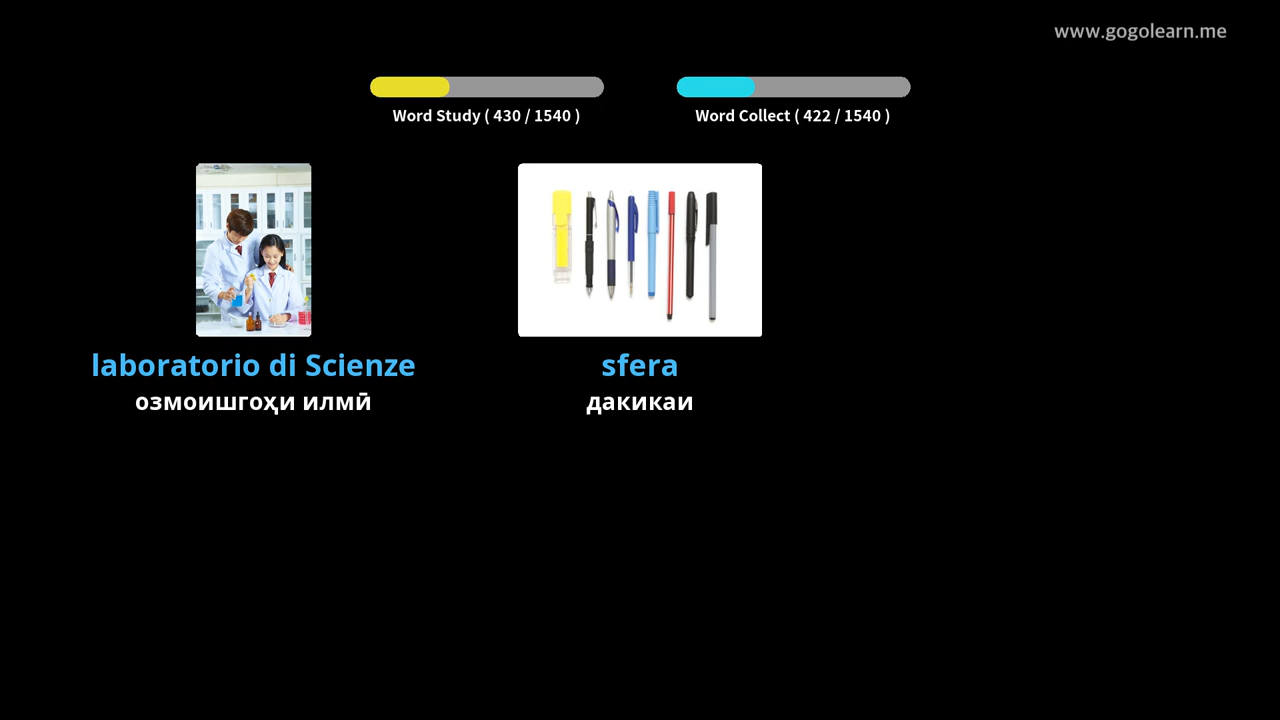 www.gogolearn.me
Word Study ( 430 / 1540 )
Word Collect ( 422 / 1540 )
laboratorio di Scienze
озмоишгоҳи илмӣ
sfera
дакикаи